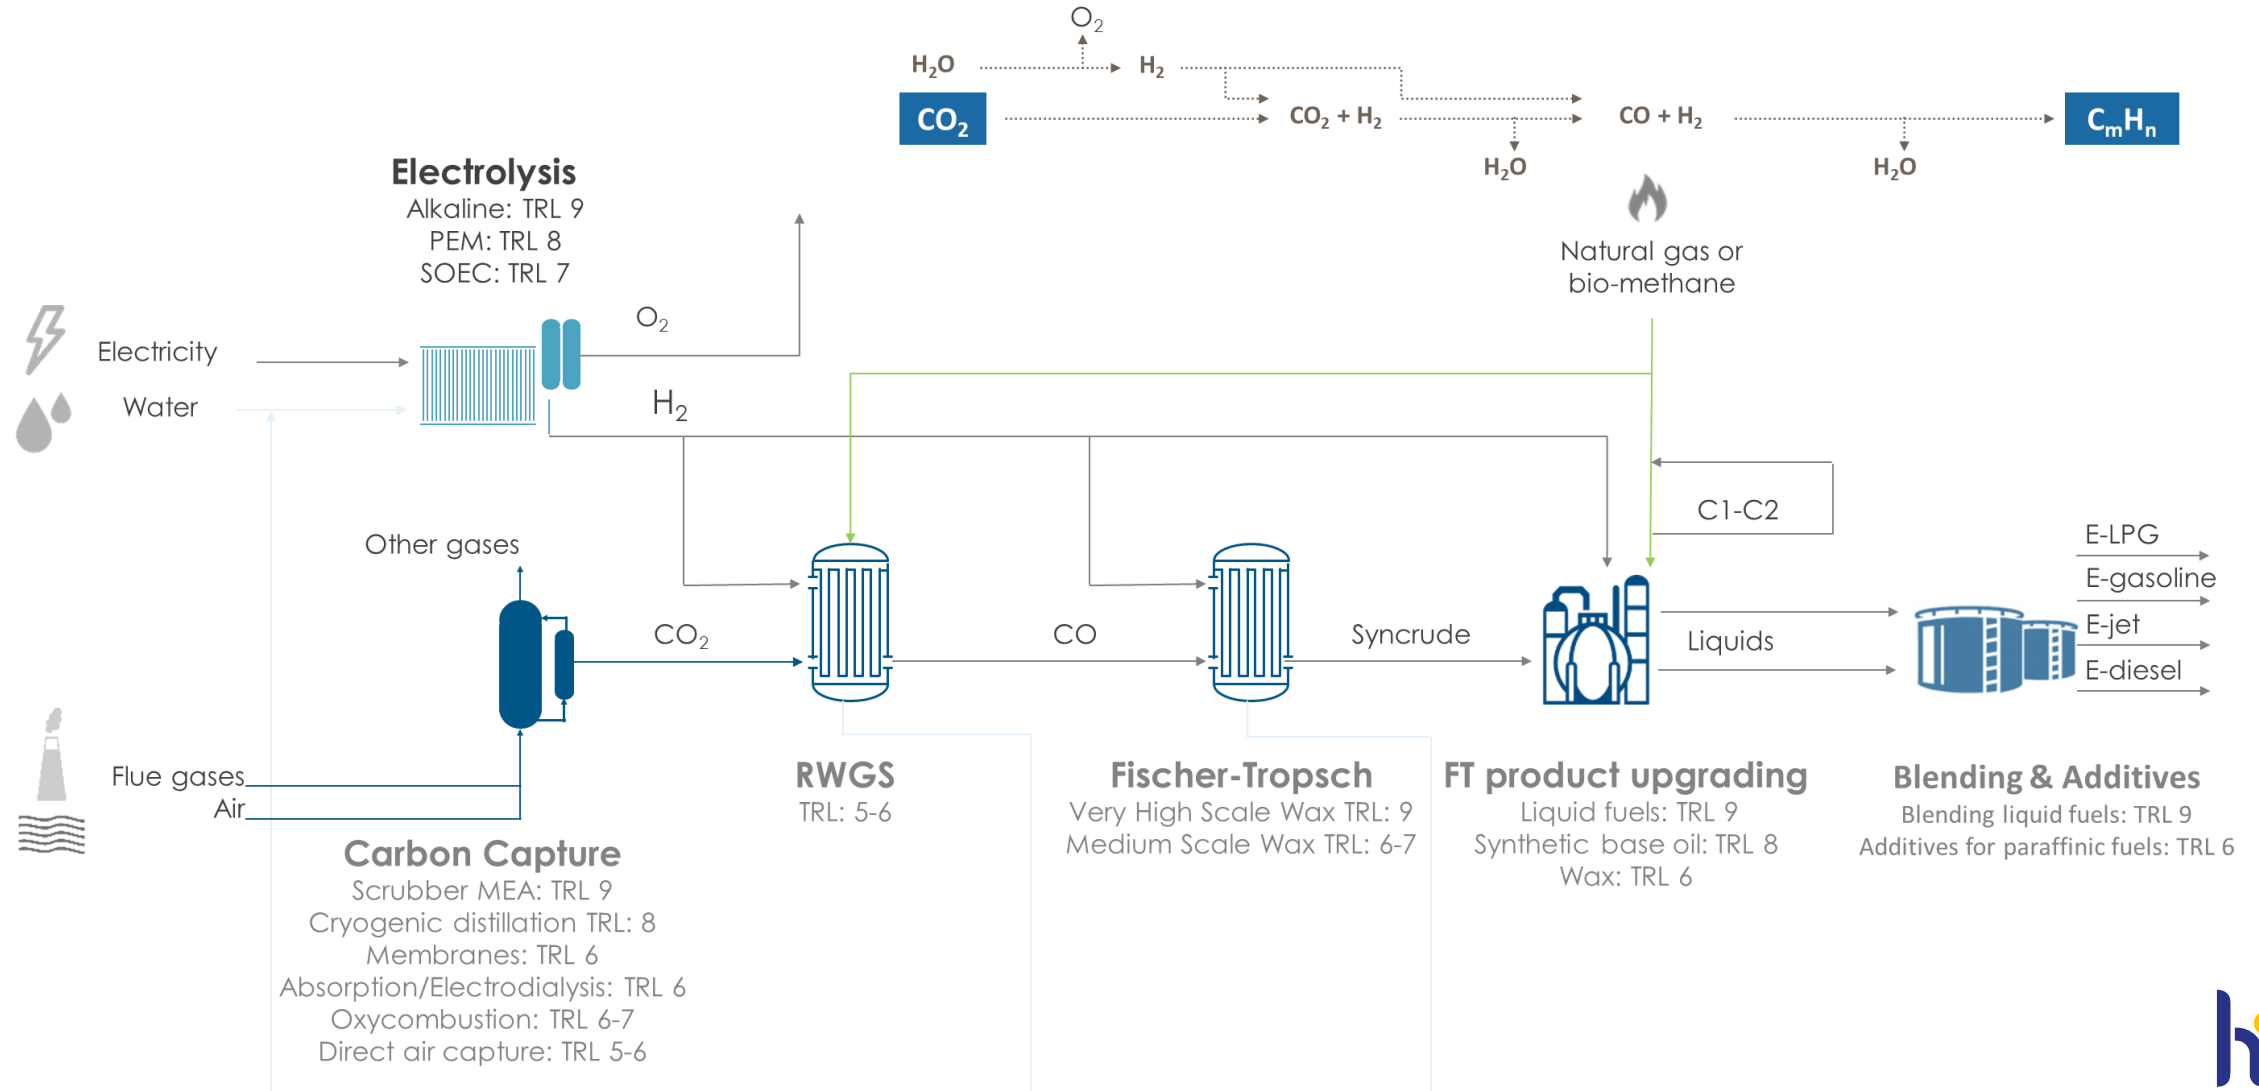 O₂
H₂O
H₂
CO₂
CO₂ + H₂
CO + H₂
CₘHₙ
H₂O
H₂O
Electrolysis
Alkaline: TRL 9
PEM: TRL 8
SOEC: TRL 7
Natural gas or
bio-methane
O₂
Electricity
Water
H₂
C1-C2
Other gases
CO₂
CO
Syncrude
Liquids
E-LPG
E-gasoline
E-jet
E-diesel
Flue gases
Air
RWGS
TRL: 5-6
Fischer-Tropsch
Very High Scale Wax TRL: 9
Medium Scale Wax TRL: 6-7
FT product upgrading
Liquid fuels: TRL 9
Synthetic base oil: TRL 8
Wax: TRL 6
Blending & Additives
Blending liquid fuels: TRL 9
Additives for paraffinic fuels: TRL 6
Carbon Capture
Scrubber MEA: TRL 9
Cryogenic distillation TRL: 8
Membranes: TRL 6
Absorption/Electrodialysis: TRL 6
Oxycombustion: TRL 6-7
Direct air capture: TRL 5-6